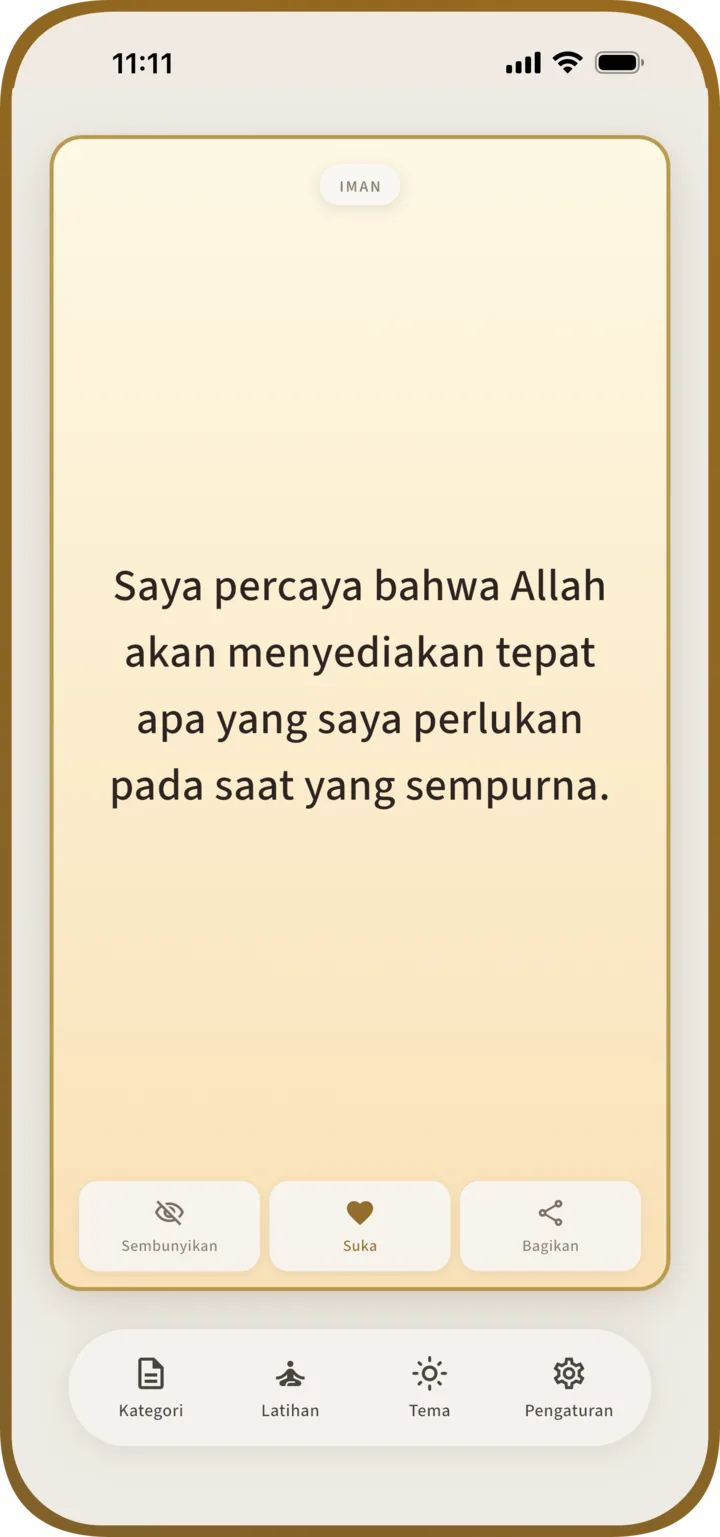 11:11
IMAN
Saya percaya bahwa Allah
akan menyediakan tepat
apa yang saya perlukan
pada saat yang sempurna.
Sembunyikan
Suka
Bagikan
Kategori
Latihan
Tema
Pengaturan